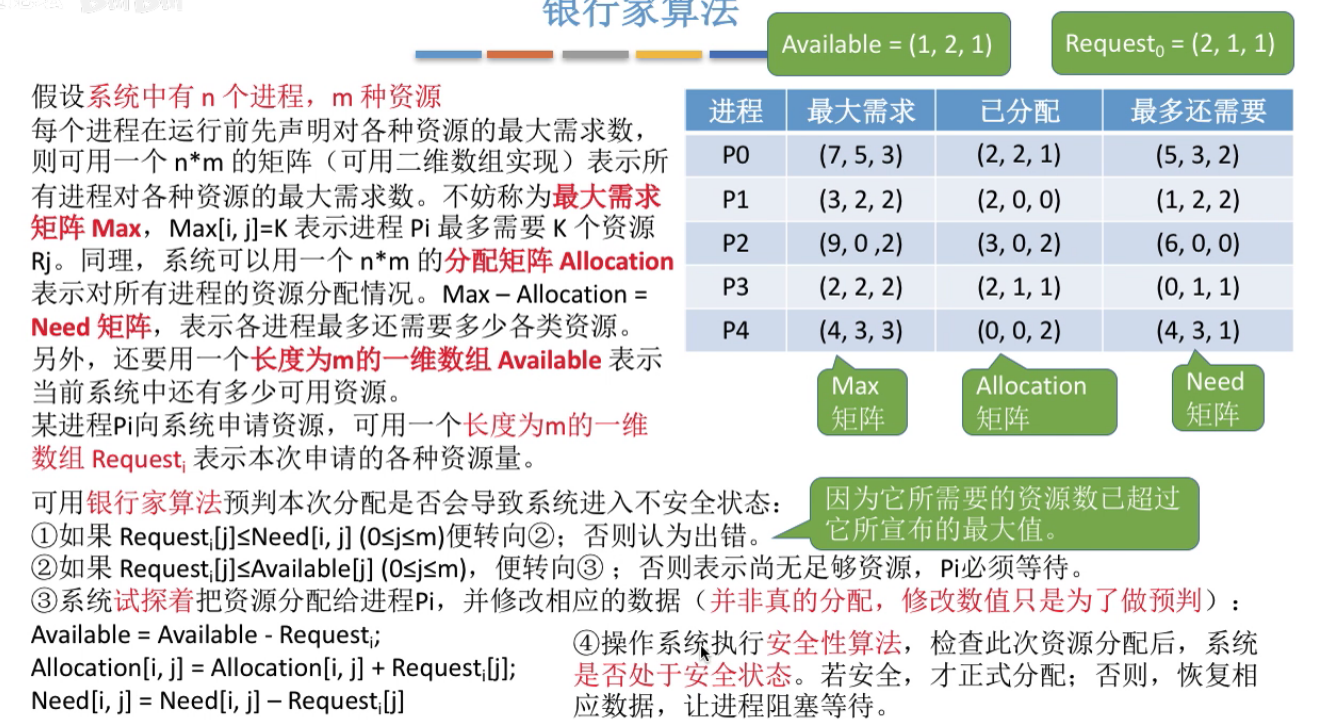 银行家算法
Available = (1, 2, 1)
Request₀ = (2, 1, 1)
假设系统中有 n 个进程，m 种资源
每个进程在运行前先声明对各种资源的最大需求数，
则可用一个 n*m 的矩阵（可用二维数组实现）表示所
有进程对各种资源的最大需求数。不妨称为最大需求
矩阵 Max，Max[i, j]=K 表示进程 Pi 最多需要 K 个资源
Rj。同理，系统可以用一个 n*m 的分配矩阵 Allocation
表示对所有进程的资源分配情况。Max – Allocation =
Need 矩阵，表示各进程最多还需要多少各类资源。
另外，还要用一个长度为m的一维数组 Available 表示
当前系统中还有多少可用资源。
某进程Pi向系统申请资源，可用一个长度为m的一维
数组 Requestᵢ 表示本次申请的各种资源量。
进程 最大需求 已分配 最多还需要
P0 (7, 5, 3) (2, 2, 1) (5, 3, 2)
P1 (3, 2, 2) (2, 0, 0) (1, 2, 2)
P2 (9, 0 ,2) (3, 0, 2) (6, 0, 0)
P3 (2, 2, 2) (2, 1, 1) (0, 1, 1)
P4 (4, 3, 3) (0, 0, 2) (4, 3, 1)
Max
矩阵
Allocation
矩阵
Need
矩阵
可用银行家算法预判本次分配是否会导致系统进入不安全状态：
①如果 Requestᵢ[j]≤Need[i, j] (0≤j≤m)便转向②；否则认为出错。
因为它所需要的资源数已超过
它所宣布的最大值。
②如果 Requestᵢ[j]≤Available[j] (0≤j≤m)，便转向③；否则表示尚无足够资源，Pi必须等待。
③系统试探着把资源分配给进程Pi，并修改相应的数据（并非真的分配，修改数值只是为了做预判）：
Available = Available - Requestᵢ;
Allocation[i, j] = Allocation[i, j] + Requestᵢ[j];
Need[i, j] = Need[i, j] – Requestᵢ[j]
④操作系统执行安全性算法，检查此次资源分配后，系统
是否处于安全状态。若安全，才正式分配；否则，恢复相
应数据，让进程阻塞等待。